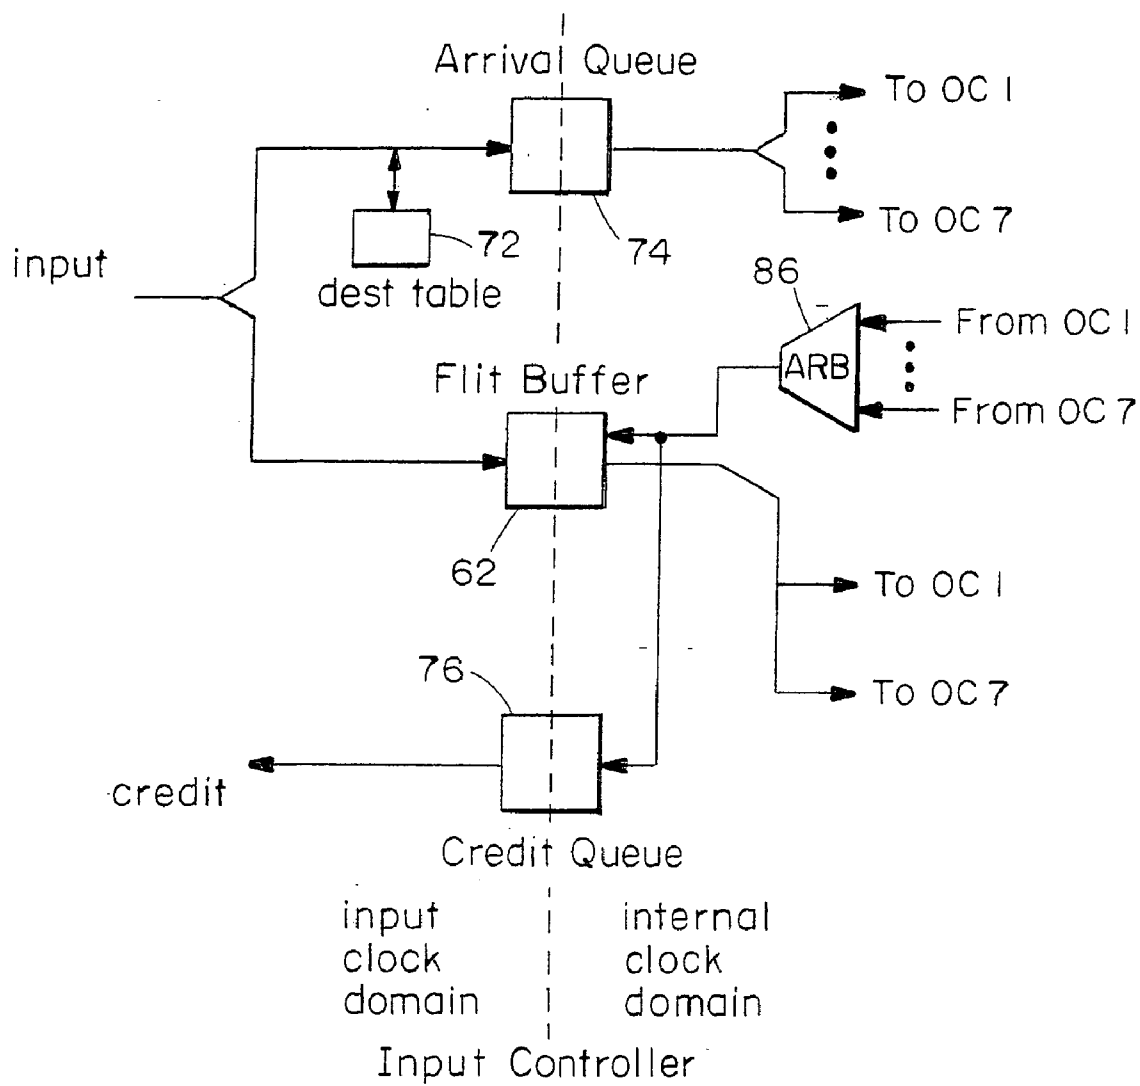 Arrival Queue
To OC 1
To OC 7
72
74
input
dest table
86
From OC 1
ARB
From OC 7
Flit Buffer
62
To OC 1
76
To OC 7
credit
Credit Queue
input
clock
domain
internal
clock
domain
Input Controller